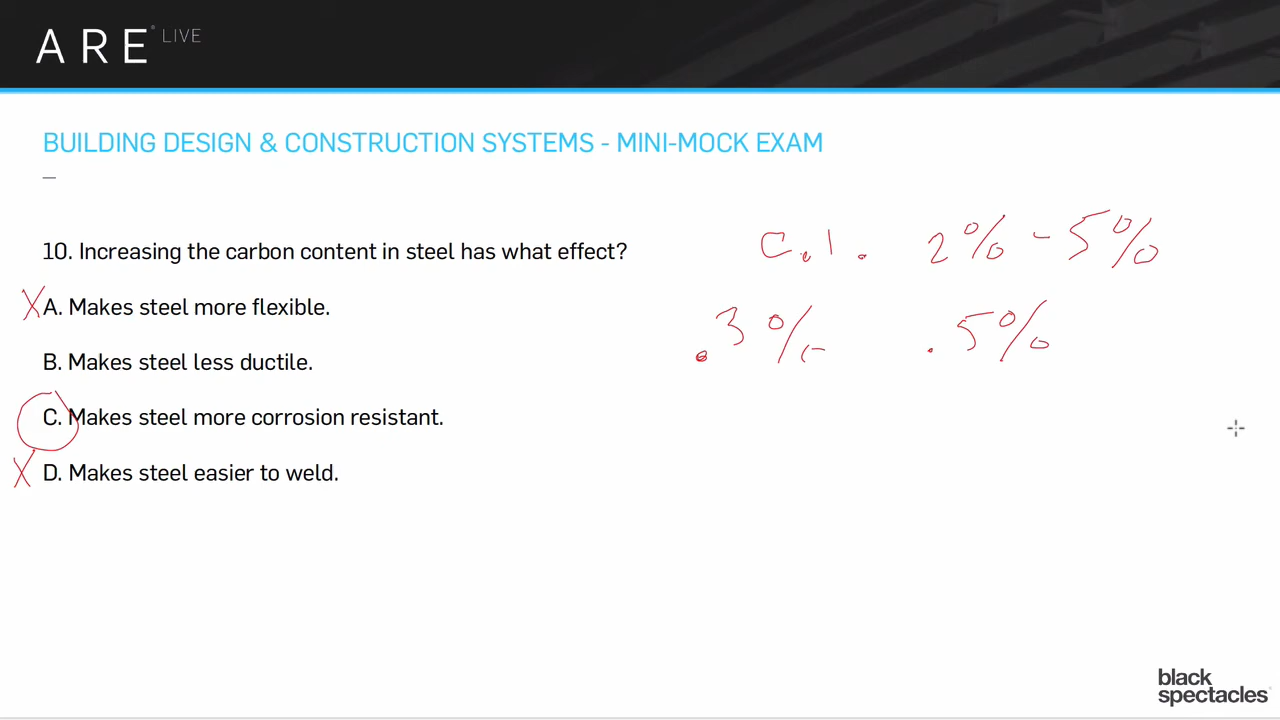 ARE LIVE
BUILDING DESIGN & CONSTRUCTION SYSTEMS - MINI-MOCK EXAM
10. Increasing the carbon content in steel has what effect?
C.I. 2% - 5%
X A. Makes steel more flexible.
.3% .5%
B. Makes steel less ductile.
C. Makes steel more corrosion resistant.
X D. Makes steel easier to weld.
black
spectacles